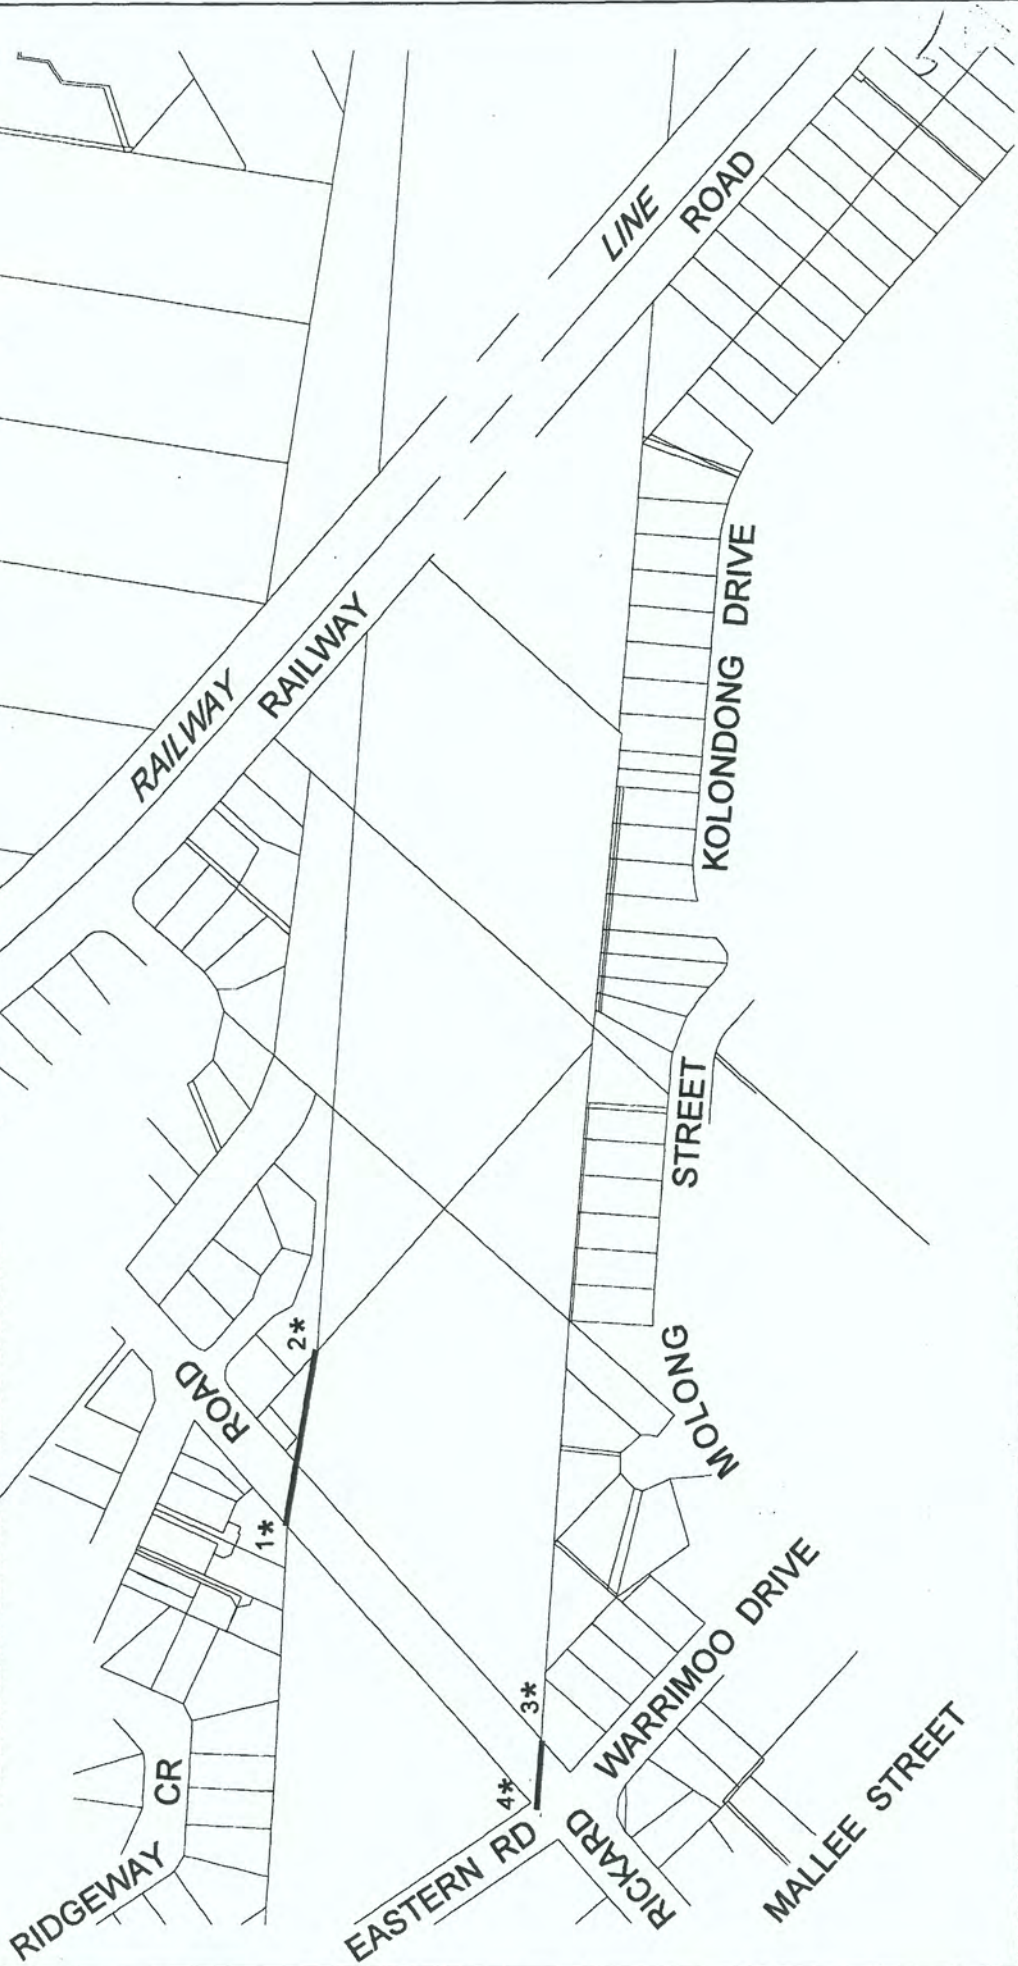 LINE
ROAD
RAILWAY
RAILWAY
KOLONDONG DRIVE
STREET
MOLONG
ROAD
2*
1*
3*
4*
WARRIMOO DRIVE
CR
RIDGEWAY
EASTERN RD
RICKARD
MALLEE STREET